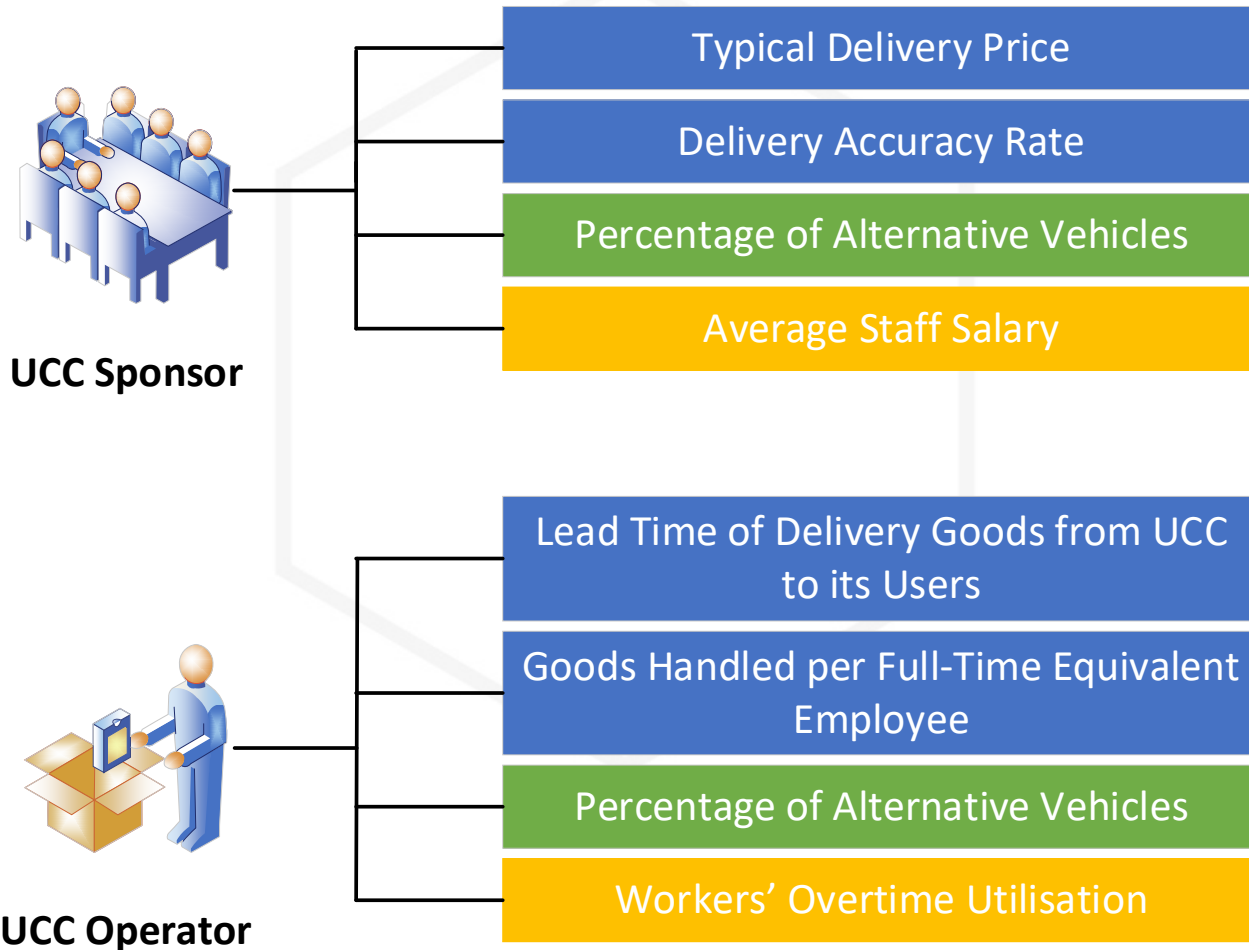 Typical Delivery Price
Delivery Accuracy Rate
Percentage of Alternative Vehicles
Average Staff Salary
UCC Sponsor
Lead Time of Delivery Goods from UCC
to its Users
Goods Handled per Full-Time Equivalent
Employee
Percentage of Alternative Vehicles
Workers’ Overtime Utilisation
UCC Operator